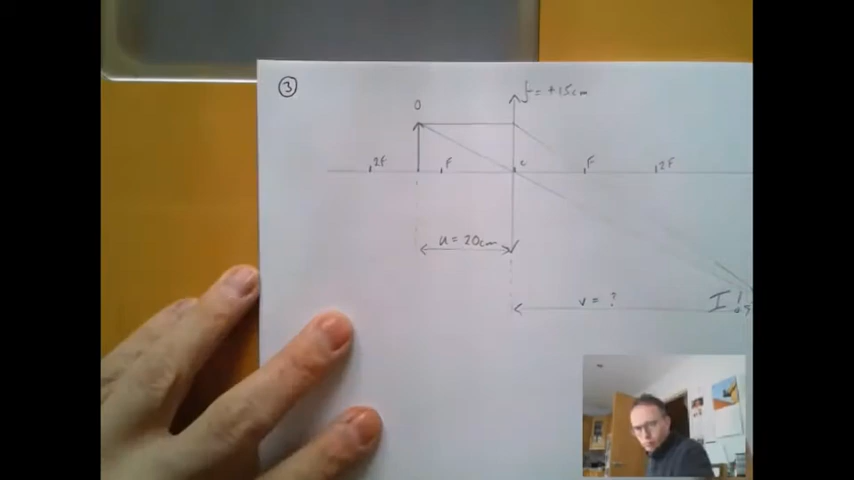 ③
O
f = +15cm
2F
F
c
F
2F
u = 20cm
v = ?
I